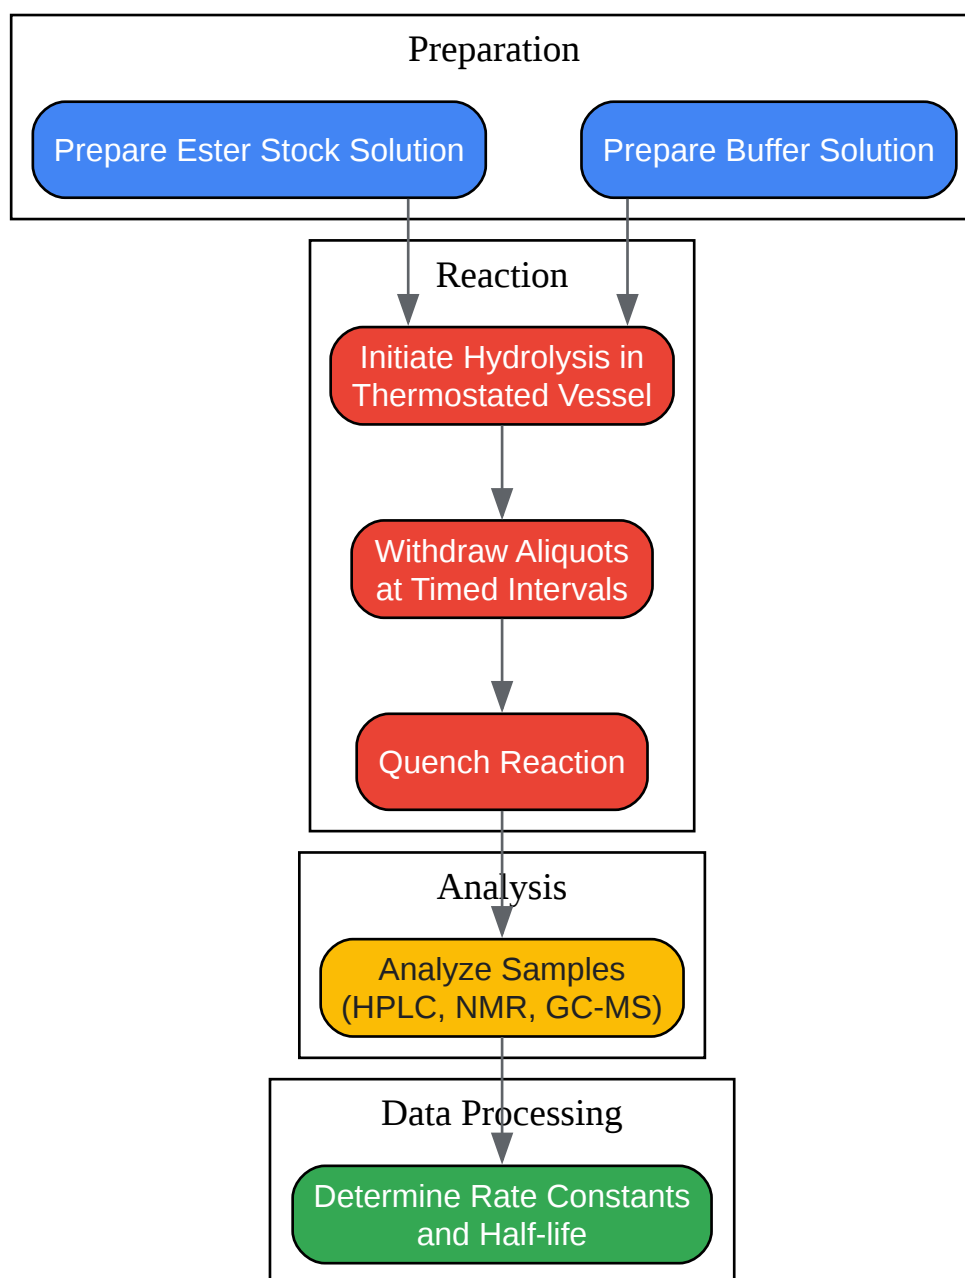 Preparation
Prepare Ester Stock Solution
Prepare Buffer Solution
Reaction
Initiate Hydrolysis in
Thermostated Vessel
Withdraw Aliquots
at Timed Intervals
Quench Reaction
Analysis
Analyze Samples
(HPLC, NMR, GC-MS)
Data Processing
Determine Rate Constants
and Half-life